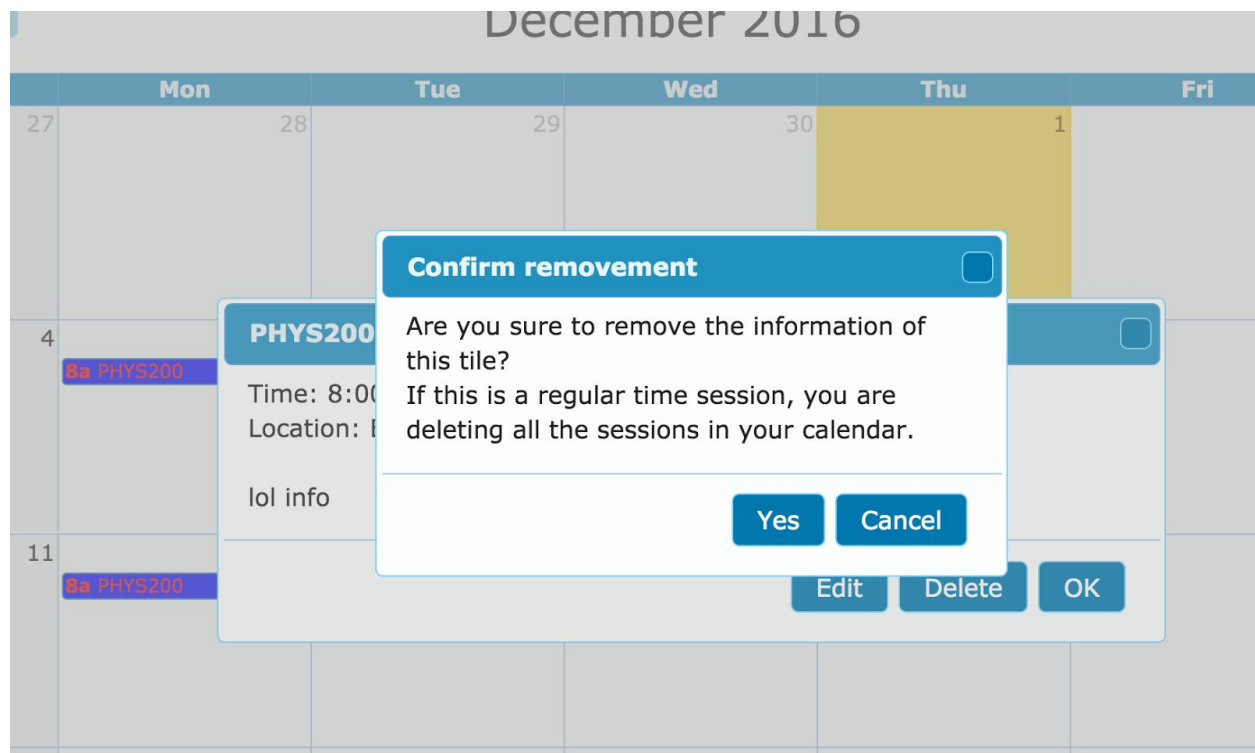 December 2016
Mon Tue Wed Thu Fri
27 28 29 30 1
Confirm removement
Are you sure to remove the information of
this tile?
If this is a regular time session, you are
deleting all the sessions in your calendar.
Yes Cancel
4
8a PHYS200
PHYS200
Time: 8:00
Location:
lol info
Edit Delete OK
11
8a PHYS200